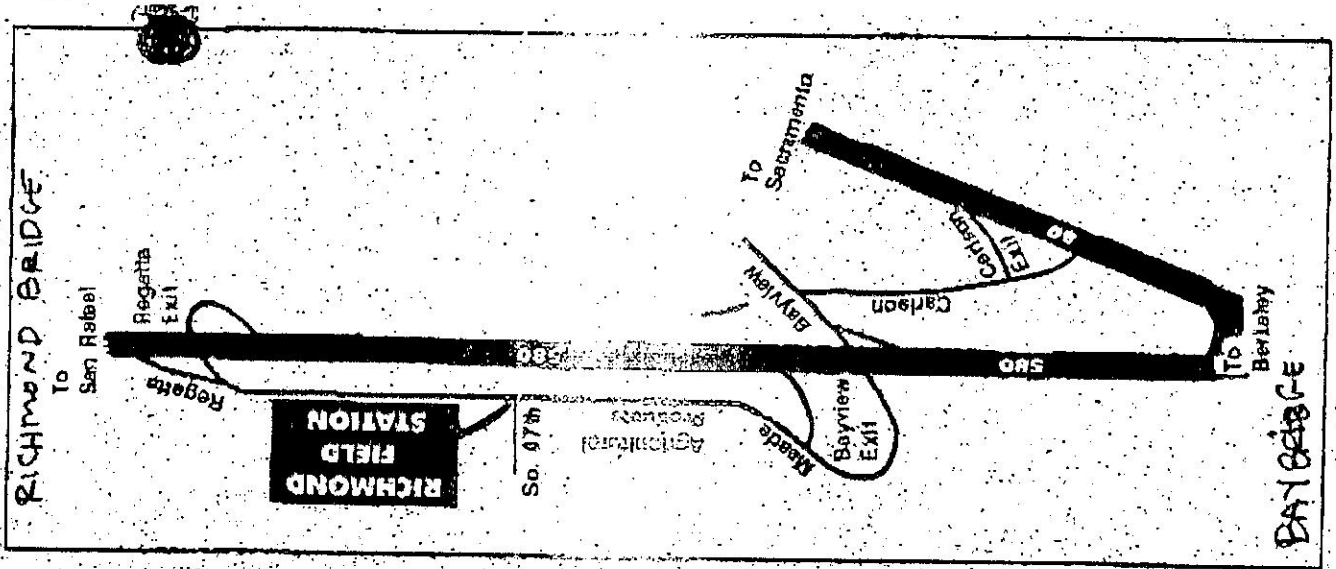 RICHMOND BRIDGE
To
San Rafael
Regatta
Exit
Regatta
580
RICHMOND
FIELD
STATION
So. 47th
Agricultural
Products
Meade
Bayview
Exit
Bayview
580
To
Sacramento
Carlson
Exit
80
Carlson
To
Berkeley
BAY BRIDGE